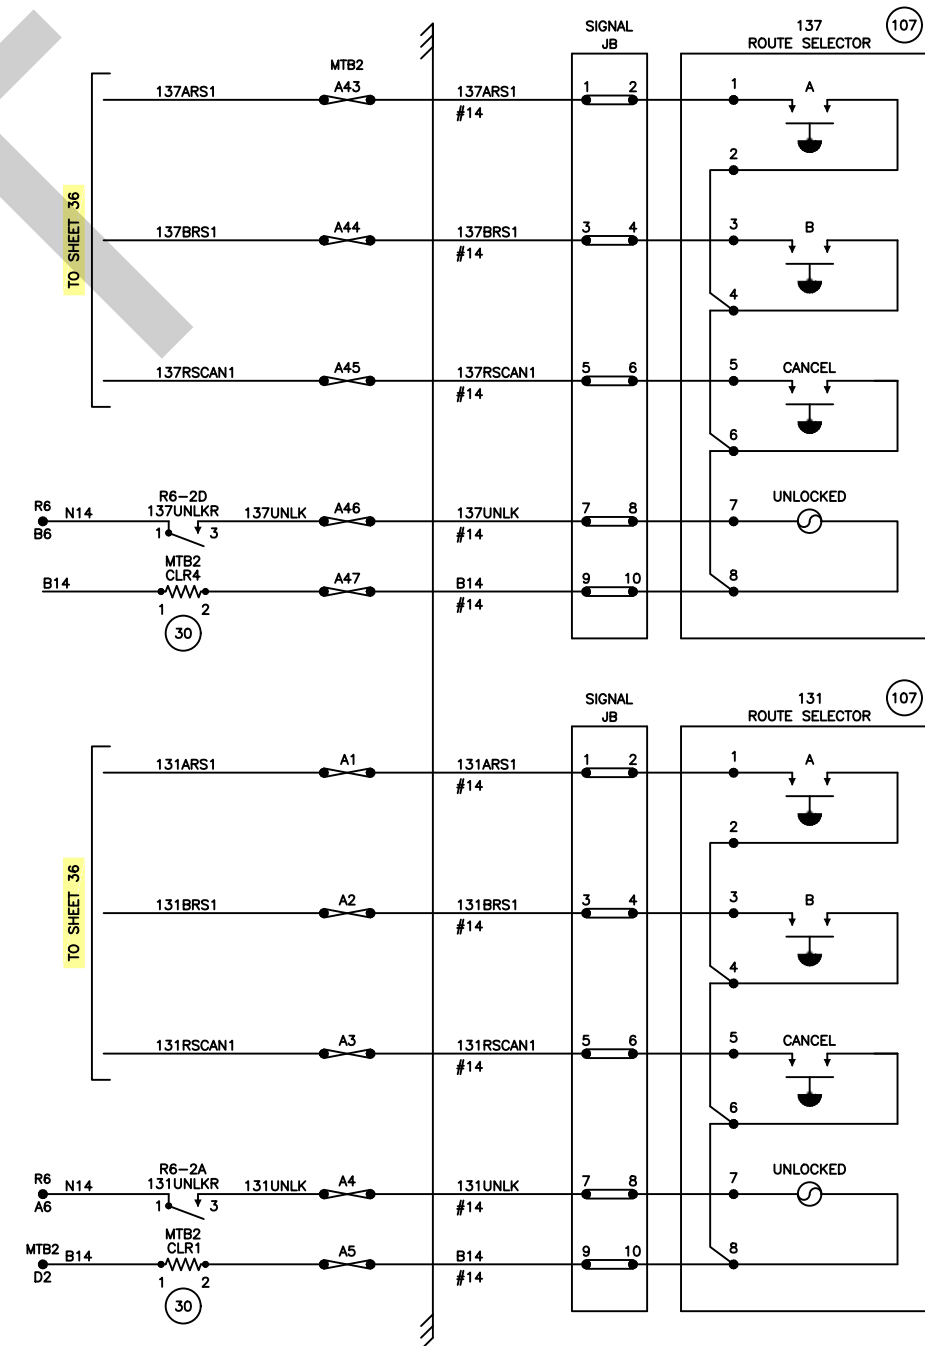 SIGNAL
JB
137
ROUTE SELECTOR
107
MTB2
137ARS1
A43
137ARS1
#14
1 2
1
A
2
TO SHEET 36
137BRS1
A44
137BRS1
#14
3 4
3
B
4
137RSCAN1
A45
137RSCAN1
#14
5 6
5
CANCEL
6
R6
B6
N14
R6-2D
137UNLKR
1 3
137UNLK
A46
137UNLK
#14
7 8
7
UNLOCKED
B14
MTB2
CLR4
1 2
30
A47
B14
#14
9 10
8
SIGNAL
JB
131
ROUTE SELECTOR
107
131ARS1
A1
131ARS1
#14
1 2
1
A
2
TO SHEET 36
131BRS1
A2
131BRS1
#14
3 4
3
B
4
131RSCAN1
A3
131RSCAN1
#14
5 6
5
CANCEL
6
R6
A6
N14
R6-2A
131UNLKR
1 3
131UNLK
A4
131UNLK
#14
7 8
7
UNLOCKED
MTB2
D2
B14
MTB2
CLR1
1 2
30
A5
B14
#14
9 10
8